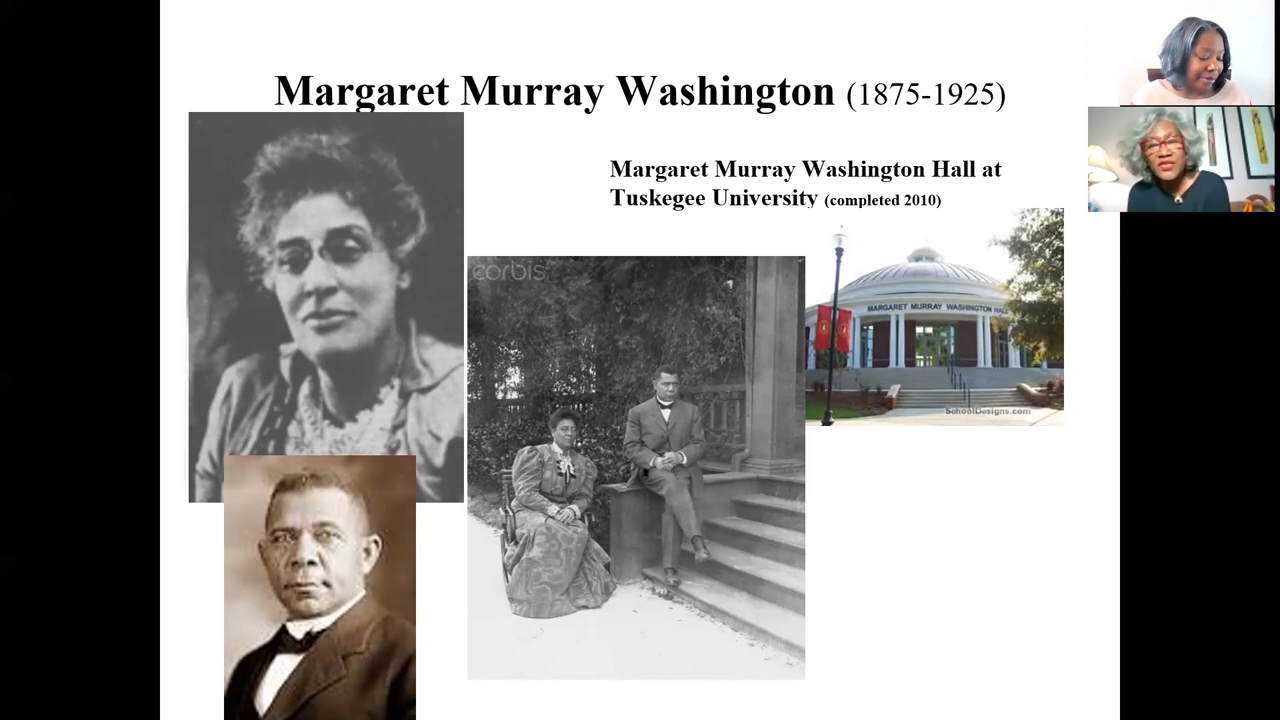 Margaret Murray Washington (1875-1925)
Margaret Murray Washington Hall at
Tuskegee University (completed 2010)
corbis
MARGARET MURRAY WASHINGTON HALL
SchoolDesigns.com